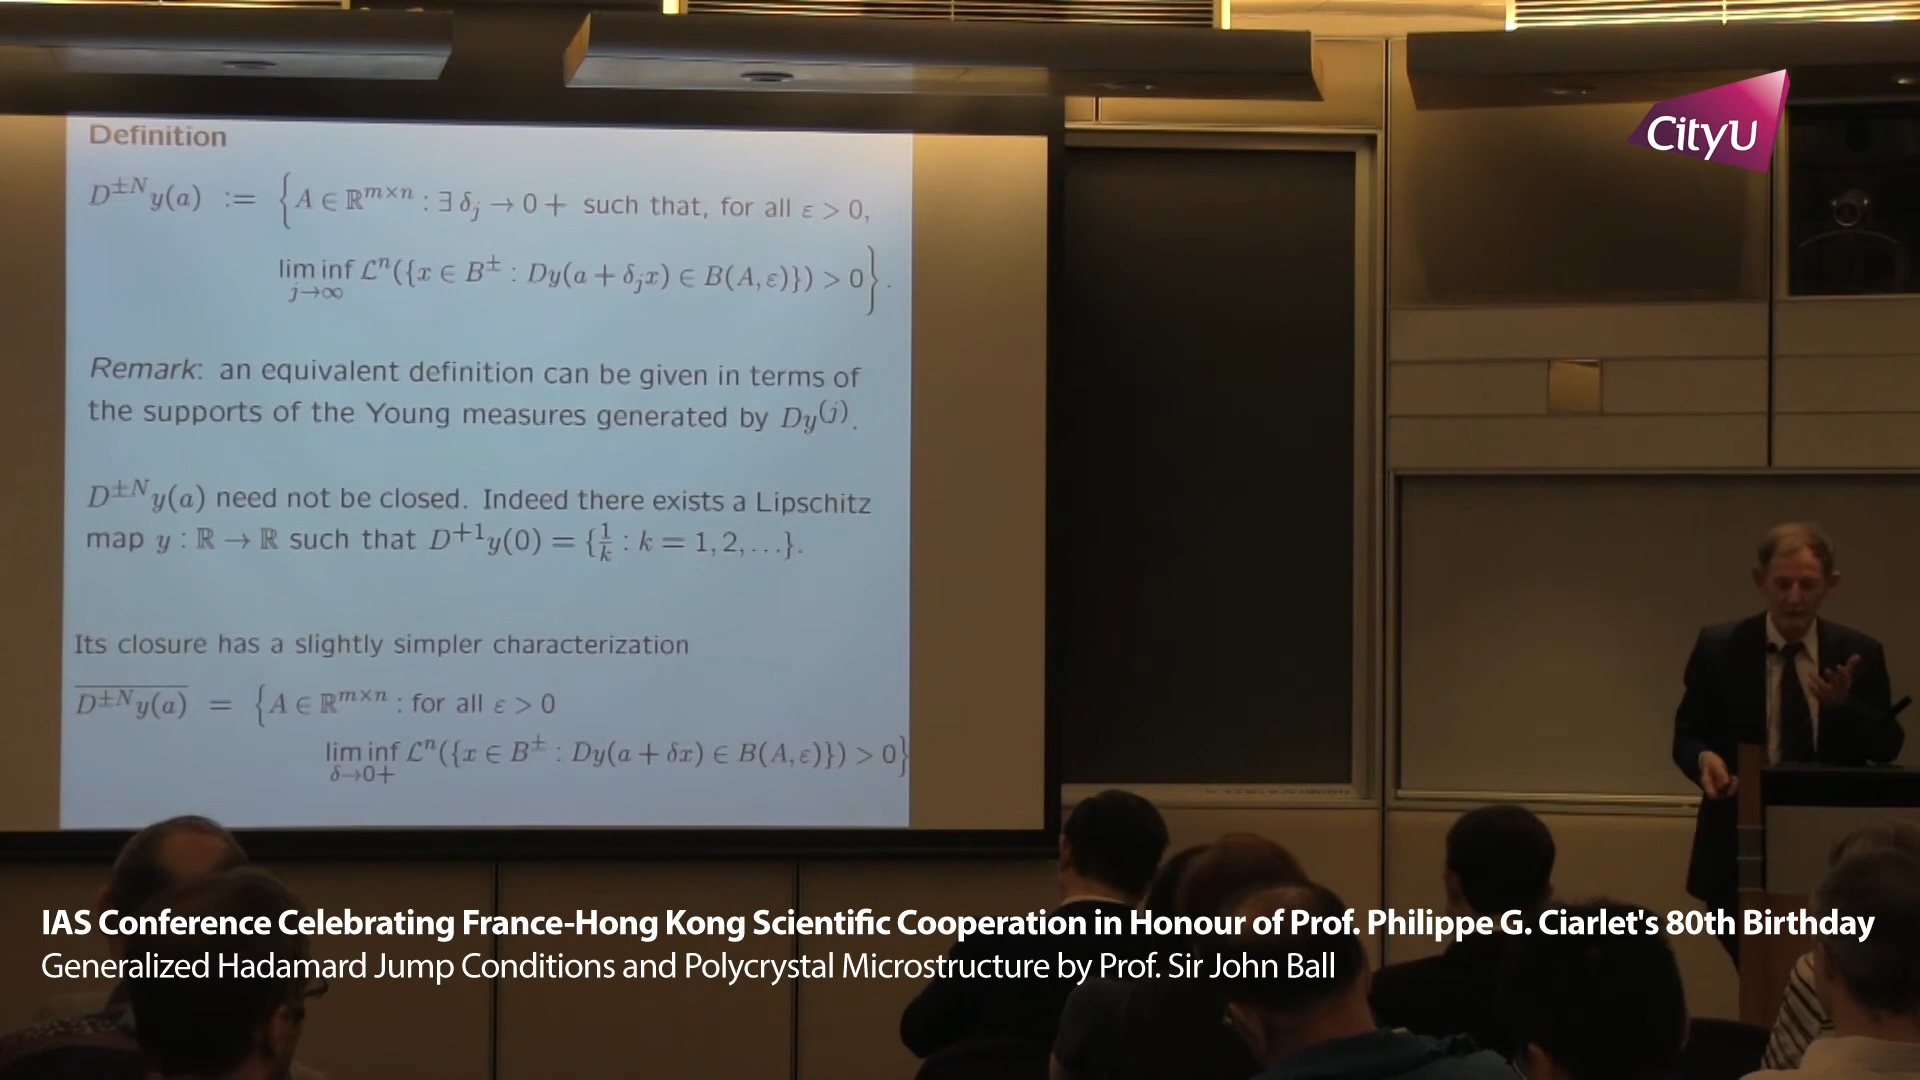 CityU
Definition
D^{±N}y(a) := {A ∈ ℝ^{m×n} : ∃ δ_j → 0+ such that, for all ε > 0,
lim inf_{j→∞} ℒ^n({x ∈ B^± : Dy(a + δ_j x) ∈ B(A, ε)}) > 0}.
Remark: an equivalent definition can be given in terms of
the supports of the Young measures generated by Dy^{(j)}.
D^{±N}y(a) need not be closed. Indeed there exists a Lipschitz
map y : ℝ → ℝ such that D^{+1}y(0) = {1/k : k = 1, 2, …}.
Its closure has a slightly simpler characterization
\overline{D^{±N}y(a)} = {A ∈ ℝ^{m×n} : for all ε > 0
lim inf_{δ→0+} ℒ^n({x ∈ B^± : Dy(a + δx) ∈ B(A, ε)}) > 0}
IAS Conference Celebrating France-Hong Kong Scientific Cooperation in Honour of Prof. Philippe G. Ciarlet's 80th Birthday
Generalized Hadamard Jump Conditions and Polycrystal Microstructure by Prof. Sir John Ball